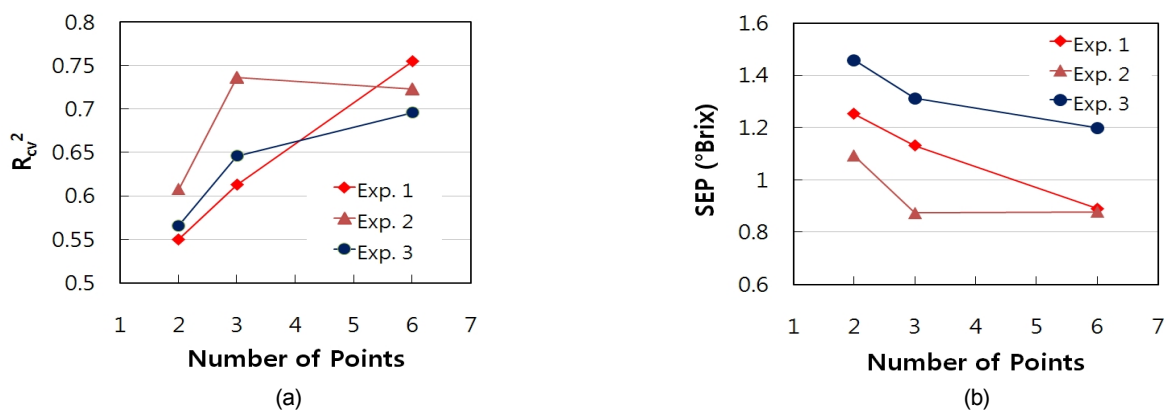 0.8
0.75
0.7
0.65
0.6
0.55
0.5
R_cv^2
Exp. 1
Exp. 2
Exp. 3
1 2 3 4 5 6 7
Number of Points
(a)
1.6
1.4
1.2
1
0.8
0.6
SEP (°Brix)
Exp. 1
Exp. 2
Exp. 3
1 2 3 4 5 6 7
Number of Points
(b)